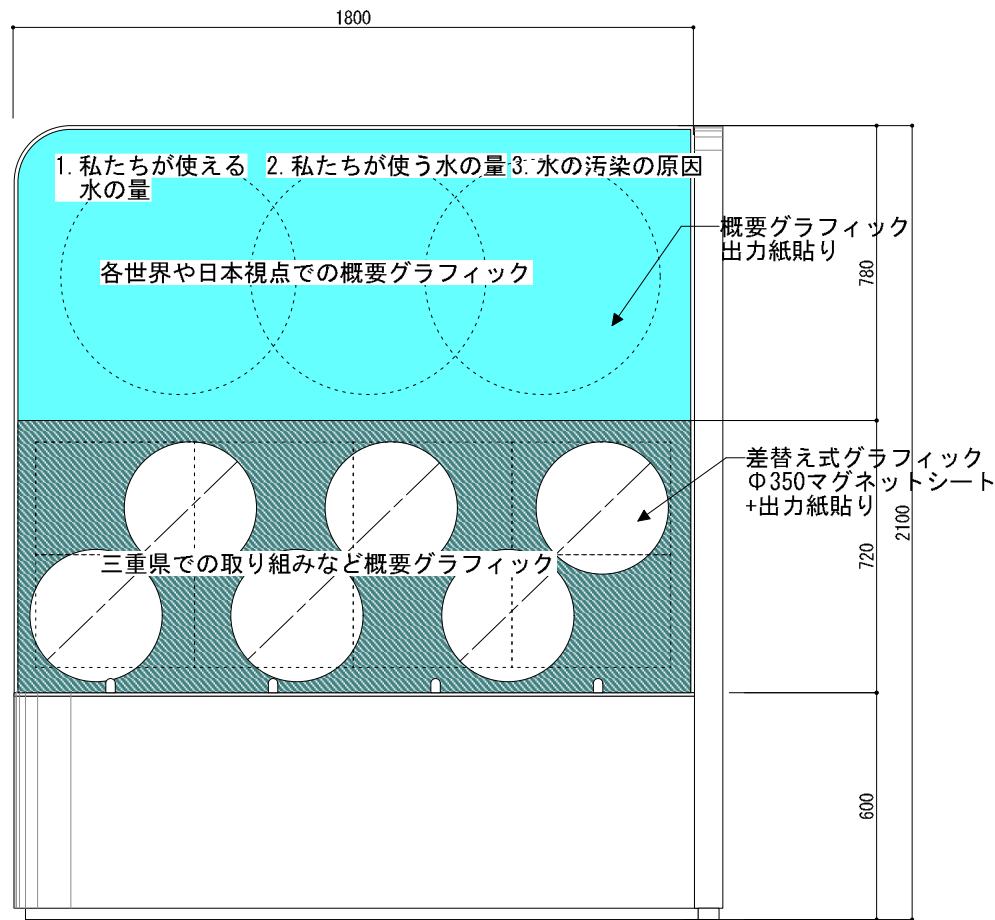 1800
1. 私たちが使える
水の量
2. 私たちが使う水の量
3. 水の汚染の原因
概要グラフィック
出力紙貼り
各世界や日本視点での概要グラフィック
780
差替え式グラフィック
Φ350マグネットシート
+出力紙貼り
2100
720
三重県での取り組みなど概要グラフィック
600